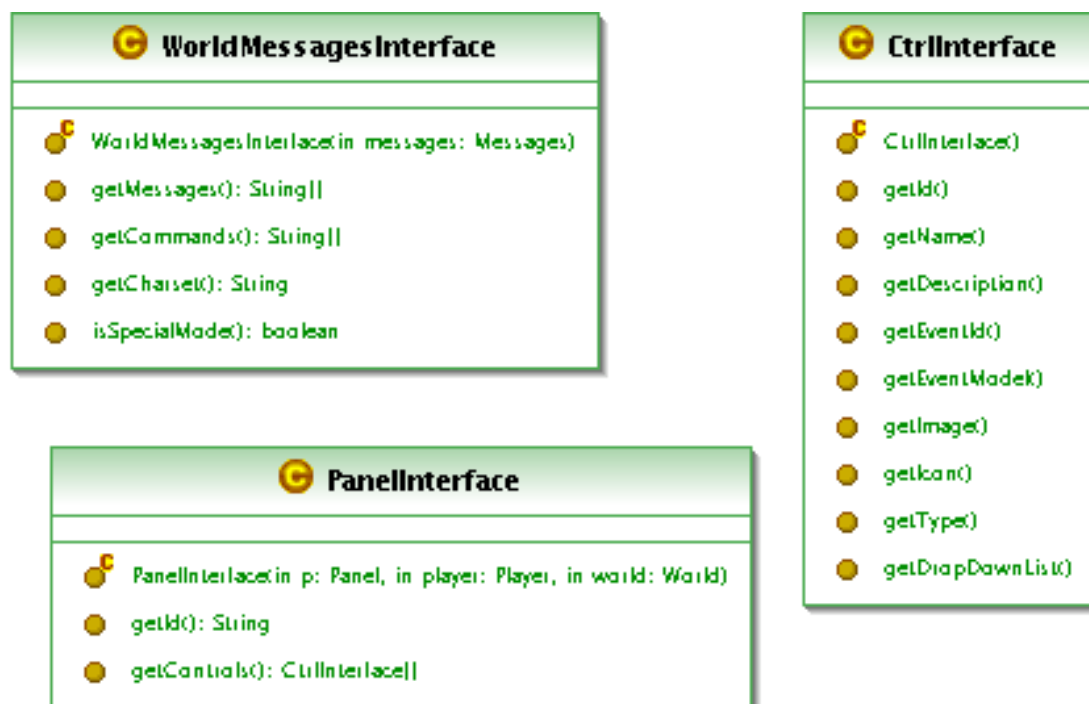 WorldMessagesInterface
WorldMessagesInterface(in messages: Messages)
getMessages(): String[]
getCommands(): String[]
getCharset(): String
isSpecialMode(): boolean
CtrlInterface
CtrlInterface()
getId()
getName()
getDescription()
getEventId()
getEventModel()
getImage()
getIcon()
getType()
getDropDownList()
PanelInterface
PanelInterface(in p: Panel, in player: Player, in world: World)
getId(): String
getControls(): CtrlInterface[]